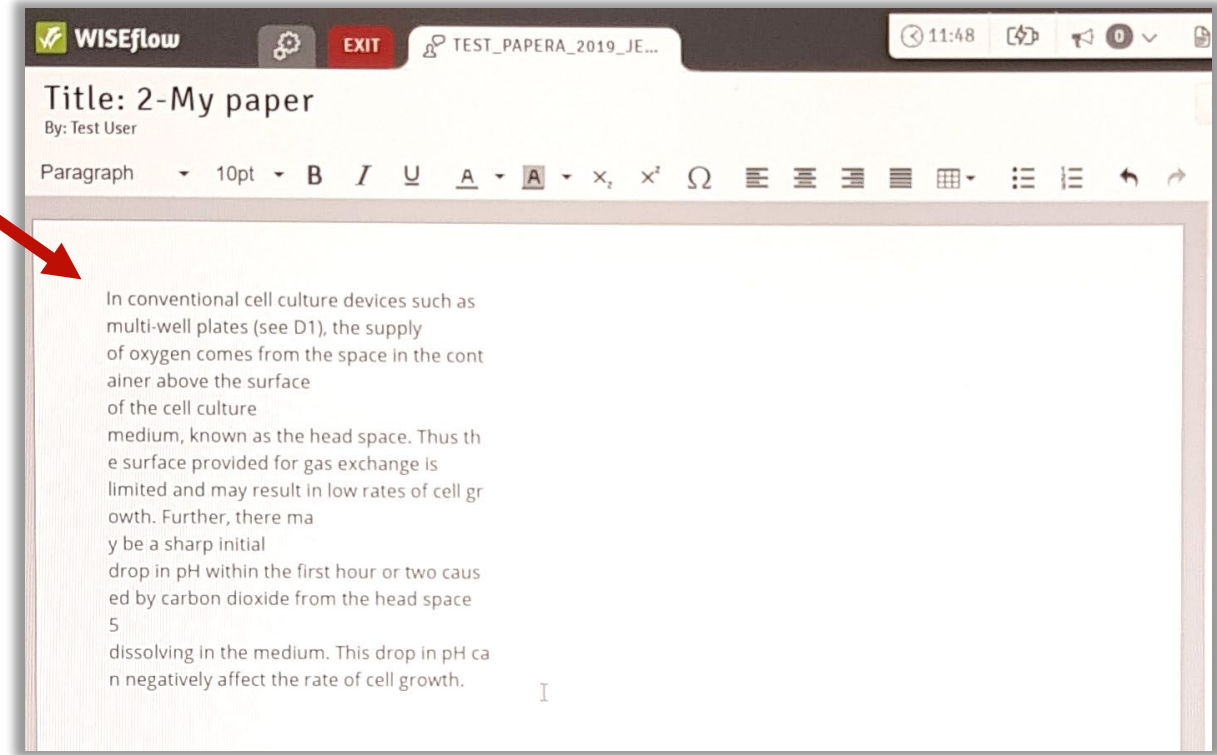 WISEflow
EXIT TEST_PAPERA_2019_JE... 11:48 0
Title: 2-My paper
By: Test User
Paragraph 10pt B I U A A X₂ X² Ω
In conventional cell culture devices such as
multi-well plates (see D1), the supply
of oxygen comes from the space in the cont
ainer above the surface
of the cell culture
medium, known as the head space. Thus th
e surface provided for gas exchange is
limited and may result in low rates of cell gr
owth. Further, there ma
y be a sharp initial
drop in pH within the first hour or two caus
ed by carbon dioxide from the head space
5
dissolving in the medium. This drop in pH ca
n negatively affect the rate of cell growth.